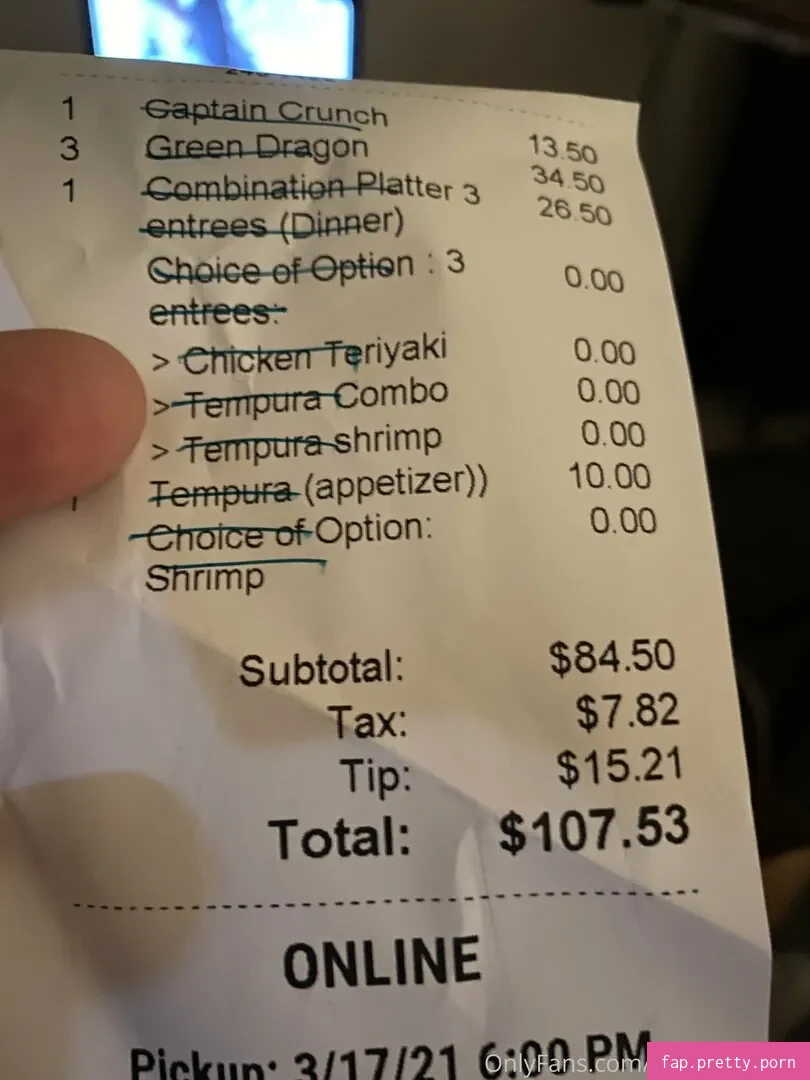 1 Captain Crunch 13.50
3 Green Dragon 34.50
1 Combination Platter 3 26.50
entrees (Dinner)
Choice of Option : 3 0.00
entrees:
> Chicken Teriyaki 0.00
> Tempura Combo 0.00
> Tempura shrimp 0.00
Tempura (appetizer)) 10.00
Choice of Option: 0.00
Shrimp
Subtotal: $84.50
Tax: $7.82
Tip: $15.21
Total: $107.53
ONLINE
Pickup: 3/17/21 6:00 PM
OnlyFans.com/
fap.pretty.porn